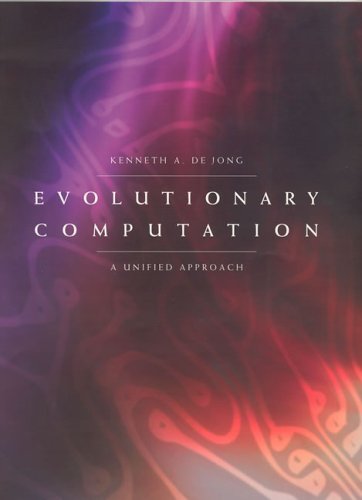 KENNETH A. DE JONG
EVOLUTIONARY
COMPUTATION
A UNIFIED APPROACH